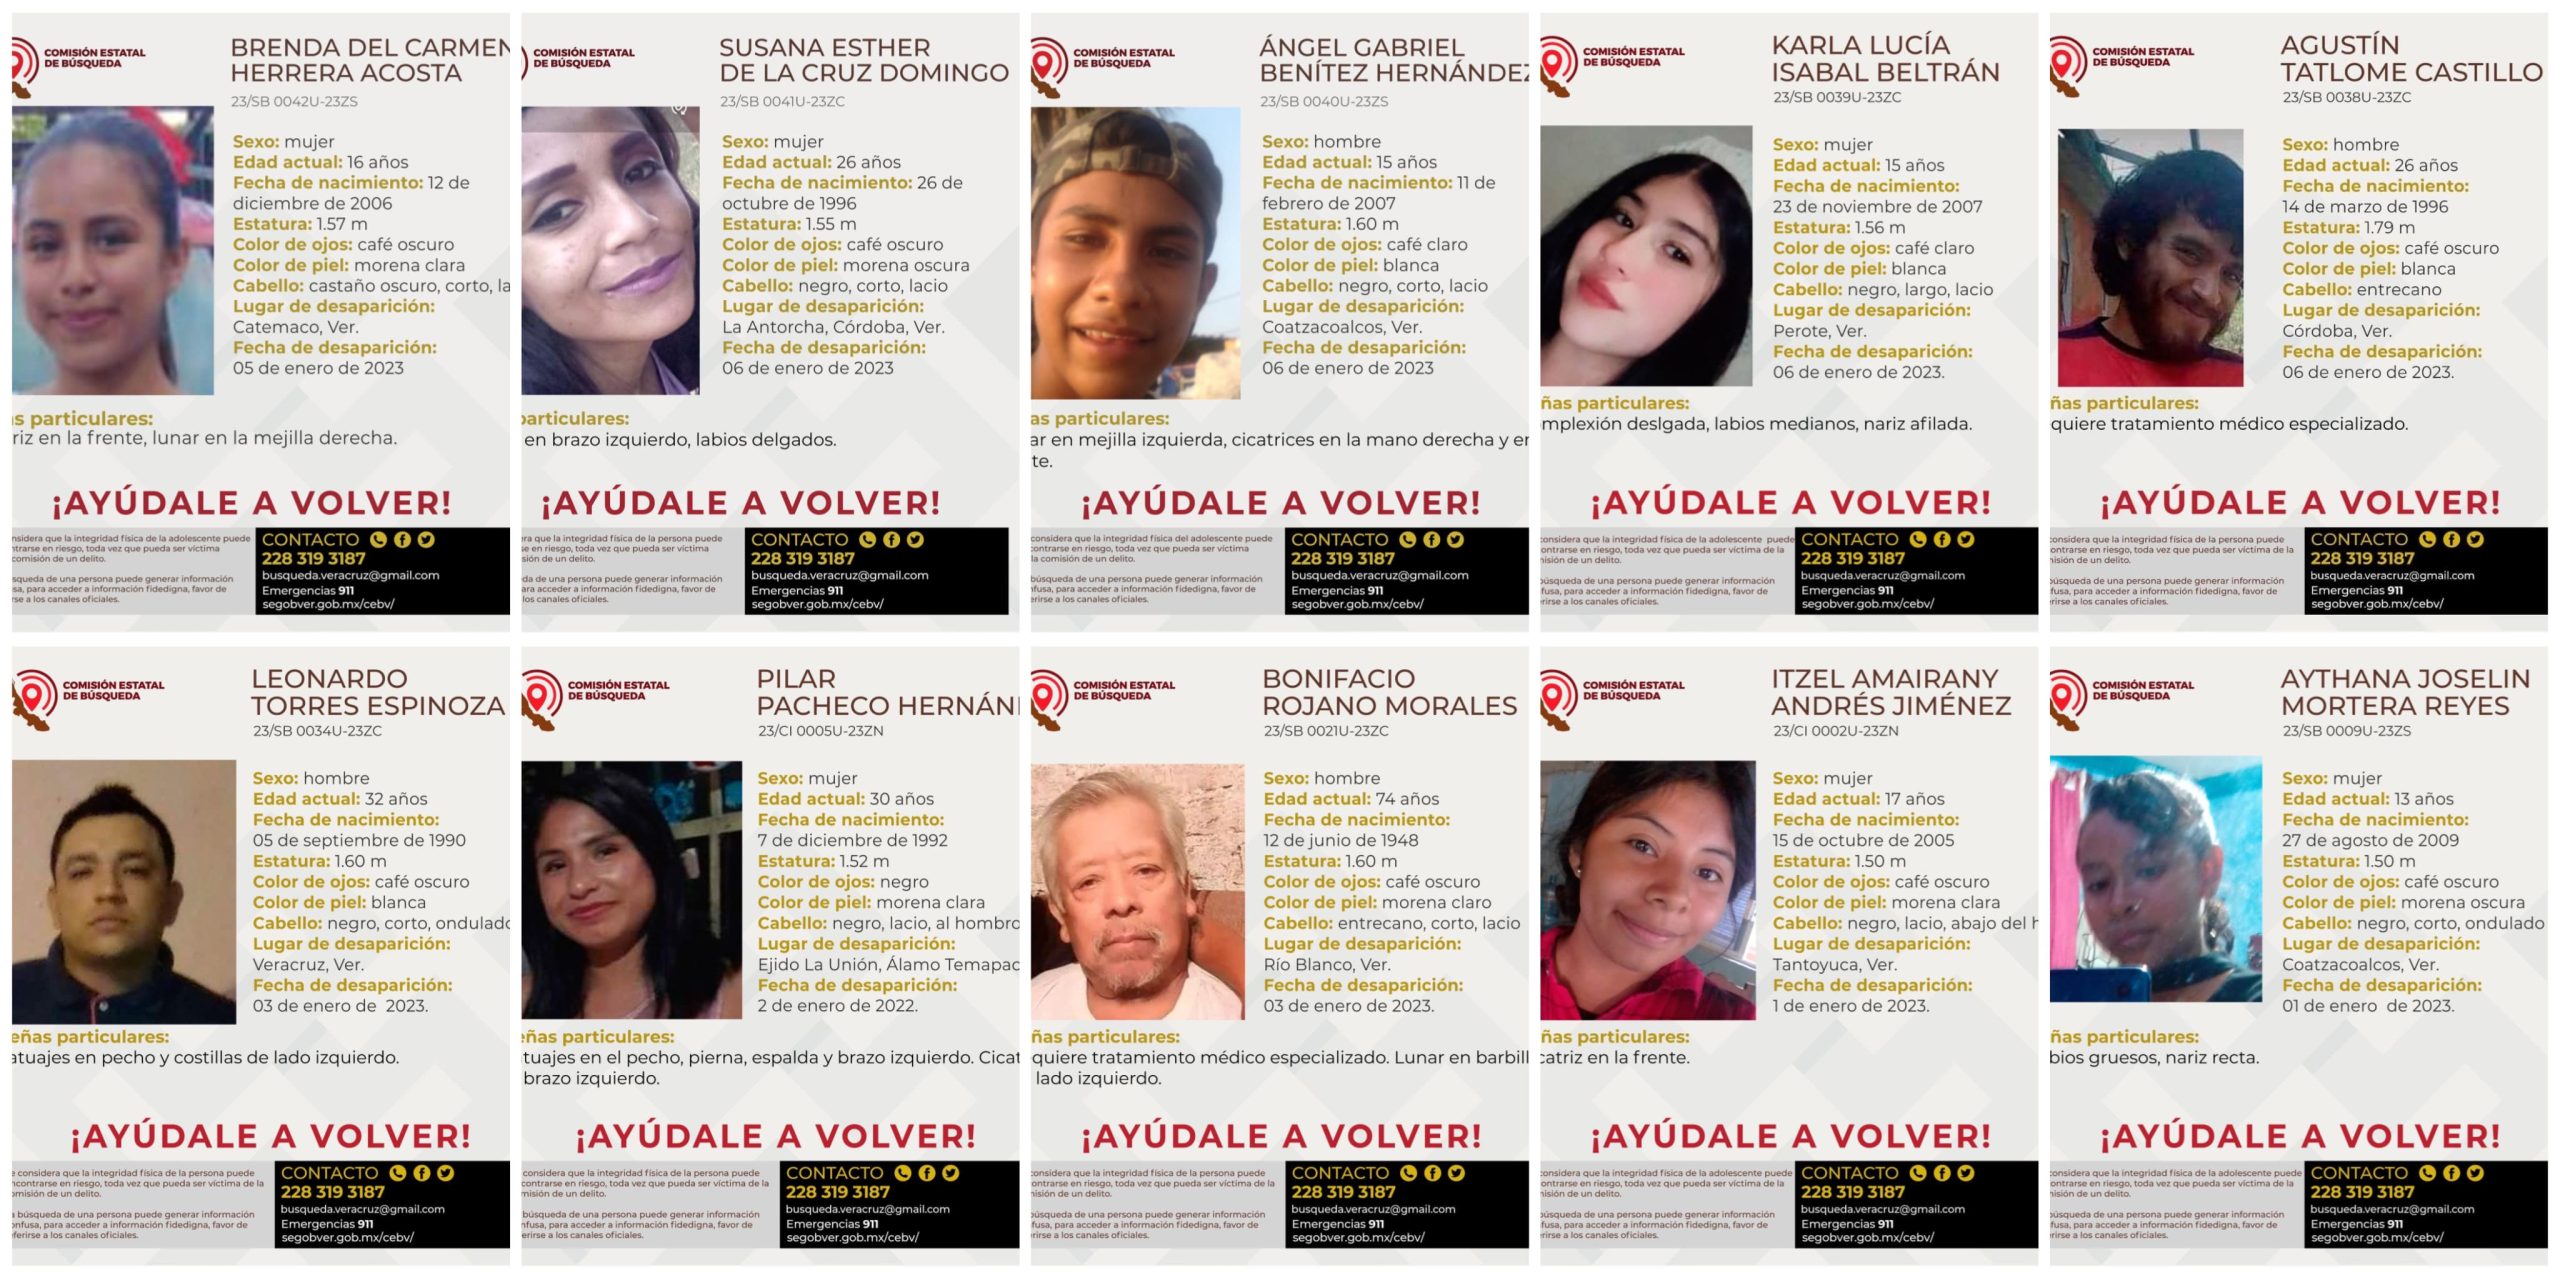 COMISIÓN ESTATAL
DE BÚSQUEDA
BRENDA DEL CARMEN
HERRERA ACOSTA
23/SB 0042U-23ZS
Sexo: mujer
Edad actual: 16 años
Fecha de nacimiento: 12 de
diciembre de 2006
Estatura: 1.57 m
Color de ojos: café oscuro
Color de piel: morena clara
Cabello: castaño oscuro, corto, la
Lugar de desaparición:
Catemaco, Ver.
Fecha de desaparición:
05 de enero de 2023
as particulares:
riz en la frente, lunar en la mejilla derecha.
¡AYÚDALE A VOLVER!
nsidera que la integridad física de la adolescente puede
ntrarse en riesgo, toda vez que pueda ser víctima
comisión de un delito.
squeda de una persona puede generar información
sa, para acceder a información fidedigna, favor de
rse a los canales oficiales.
CONTACTO
228 319 3187
busqueda.veracruz@gmail.com
Emergencias 911
segobver.gob.mx/cebv/
COMISIÓN ESTATAL
DE BÚSQUEDA
SUSANA ESTHER
DE LA CRUZ DOMINGO
23/SB 0041U-23ZC
Sexo: mujer
Edad actual: 26 años
Fecha de nacimiento: 26 de
octubre de 1996
Estatura: 1.55 m
Color de ojos: café oscuro
Color de piel: morena oscura
Cabello: negro, corto, lacio
Lugar de desaparición:
La Antorcha, Córdoba, Ver.
Fecha de desaparición:
06 de enero de 2023
particulares:
en brazo izquierdo, labios delgados.
¡AYÚDALE A VOLVER!
era que la integridad física de la persona puede
se en riesgo, toda vez que pueda ser víctima
isión de un delito.
eda de una persona puede generar información
ara acceder a información fidedigna, favor de
los canales oficiales.
CONTACTO
228 319 3187
busqueda.veracruz@gmail.com
Emergencias 911
segobver.gob.mx/cebv/
COMISIÓN ESTATAL
DE BÚSQUEDA
ÁNGEL GABRIEL
BENÍTEZ HERNÁNDEZ
23/SB 0040U-23ZS
Sexo: hombre
Edad actual: 15 años
Fecha de nacimiento: 11 de
febrero de 2007
Estatura: 1.60 m
Color de ojos: café claro
Color de piel: blanca
Cabello: negro, corto, lacio
Lugar de desaparición:
Coatzacoalcos, Ver.
Fecha de desaparición:
06 de enero de 2023
as particulares:
ar en mejilla izquierda, cicatrices en la mano derecha y en
te.
¡AYÚDALE A VOLVER!
considera que la integridad física del adolescente puede
contrarse en riesgo, toda vez que pueda ser víctima
la comisión de un delito.
búsqueda de una persona puede generar información
nfusa, para acceder a información fidedigna, favor de
erirse a los canales oficiales.
CONTACTO
228 319 3187
busqueda.veracruz@gmail.com
Emergencias 911
segobver.gob.mx/cebv/
COMISIÓN ESTATAL
DE BÚSQUEDA
KARLA LUCÍA
ISABAL BELTRÁN
23/SB 0039U-23ZC
Sexo: mujer
Edad actual: 15 años
Fecha de nacimiento:
23 de noviembre de 2007
Estatura: 1.56 m
Color de ojos: café claro
Color de piel: blanca
Cabello: negro, largo, lacio
Lugar de desaparición:
Perote, Ver.
Fecha de desaparición:
06 de enero de 2023.
ñas particulares:
mplexión deslgada, labios medianos, nariz afilada.
¡AYÚDALE A VOLVER!
onsidera que la integridad física de la adolescente puede
ontrarse en riesgo, toda vez que pueda ser víctima de la
nisión de un delito.
úsqueda de una persona puede generar información
fusa, para acceder a información fidedigna, favor de
rirse a los canales oficiales.
CONTACTO
228 319 3187
busqueda.veracruz@gmail.com
Emergencias 911
segobver.gob.mx/cebv/
COMISIÓN ESTATAL
DE BÚSQUEDA
AGUSTÍN
TATLOME CASTILLO
23/SB 0038U-23ZC
Sexo: hombre
Edad actual: 26 años
Fecha de nacimiento:
14 de marzo de 1996
Estatura: 1.79 m
Color de ojos: café oscuro
Color de piel: blanca
Cabello: entrecano
Lugar de desaparición:
Córdoba, Ver.
Fecha de desaparición:
06 de enero de 2023.
ñas particulares:
quiere tratamiento médico especializado.
¡AYÚDALE A VOLVER!
onsidera que la integridad física de la persona puede
ontrarse en riesgo, toda vez que pueda ser víctima de la
nisión de un delito.
úsqueda de una persona puede generar información
fusa, para acceder a información fidedigna, favor de
rirse a los canales oficiales.
CONTACTO
228 319 3187
busqueda.veracruz@gmail.com
Emergencias 911
segobver.gob.mx/cebv/
COMISIÓN ESTATAL
DE BÚSQUEDA
LEONARDO
TORRES ESPINOZA
23/SB 0034U-23ZC
Sexo: hombre
Edad actual: 32 años
Fecha de nacimiento:
05 de septiembre de 1990
Estatura: 1.60 m
Color de ojos: café oscuro
Color de piel: blanca
Cabello: negro, corto, ondulado
Lugar de desaparición:
Veracruz, Ver.
Fecha de desaparición:
03 de enero de 2023.
eñas particulares:
atuajes en pecho y costillas de lado izquierdo.
¡AYÚDALE A VOLVER!
e considera que la integridad física de la persona puede
ncontrarse en riesgo, toda vez que pueda ser víctima de la
omisión de un delito.
a búsqueda de una persona puede generar información
onfusa, para acceder a información fidedigna, favor de
ferirse a los canales oficiales.
CONTACTO
228 319 3187
busqueda.veracruz@gmail.com
Emergencias 911
segobver.gob.mx/cebv/
COMISIÓN ESTATAL
DE BÚSQUEDA
PILAR
PACHECO HERNÁN
23/CI 0005U-23ZN
Sexo: mujer
Edad actual: 30 años
Fecha de nacimiento:
7 de diciembre de 1992
Estatura: 1.52 m
Color de ojos: negro
Color de piel: morena clara
Cabello: negro, lacio, al hombro
Lugar de desaparición:
Ejido La Unión, Álamo Temapac
Fecha de desaparición:
2 de enero de 2022.
eñas particulares:
tuajes en el pecho, pierna, espalda y brazo izquierdo. Cicat
brazo izquierdo.
¡AYÚDALE A VOLVER!
considera que la integridad física de la persona puede
contrarse en riesgo, toda vez que pueda ser víctima de la
misión de un delito.
búsqueda de una persona puede generar información
nfusa, para acceder a información fidedigna, favor de
erirse a los canales oficiales.
CONTACTO
228 319 3187
busqueda.veracruz@gmail.com
Emergencias 911
segobver.gob.mx/cebv/
COMISIÓN ESTATAL
DE BÚSQUEDA
BONIFACIO
ROJANO MORALES
23/SB 0021U-23ZC
Sexo: hombre
Edad actual: 74 años
Fecha de nacimiento:
12 de junio de 1948
Estatura: 1.60 m
Color de ojos: café oscuro
Color de piel: morena claro
Cabello: entrecano, corto, lacio
Lugar de desaparición:
Río Blanco, Ver.
Fecha de desaparición:
03 de enero de 2023.
ñas particulares:
quiere tratamiento médico especializado. Lunar en barbill
lado izquierdo.
¡AYÚDALE A VOLVER!
onsidera que la integridad física de la persona puede
ontrarse en riesgo, toda vez que pueda ser víctima de la
nisión de un delito.
úsqueda de una persona puede generar información
fusa, para acceder a información fidedigna, favor de
rirse a los canales oficiales.
CONTACTO
228 319 3187
busqueda.veracruz@gmail.com
Emergencias 911
segobver.gob.mx/cebv/
COMISIÓN ESTATAL
DE BÚSQUEDA
ITZEL AMAIRANY
ANDRÉS JIMÉNEZ
23/CI 0002U-23ZN
Sexo: mujer
Edad actual: 17 años
Fecha de nacimiento:
15 de octubre de 2005
Estatura: 1.50 m
Color de ojos: café oscuro
Color de piel: morena clara
Cabello: negro, lacio, abajo del h
Lugar de desaparición:
Tantoyuca, Ver.
Fecha de desaparición:
1 de enero de 2023.
ñas particulares:
catriz en la frente.
¡AYÚDALE A VOLVER!
onsidera que la integridad física de la adolescente puede
ontrarse en riesgo, toda vez que pueda ser víctima de la
nisión de un delito.
úsqueda de una persona puede generar información
fusa, para acceder a información fidedigna, favor de
rirse a los canales oficiales.
CONTACTO
228 319 3187
busqueda.veracruz@gmail.com
Emergencias 911
segobver.gob.mx/cebv/
COMISIÓN ESTATAL
DE BÚSQUEDA
AYTHANA JOSELIN
MORTERA REYES
23/SB 0009U-23ZS
Sexo: mujer
Edad actual: 13 años
Fecha de nacimiento:
27 de agosto de 2009
Estatura: 1.50 m
Color de ojos: café oscuro
Color de piel: morena oscura
Cabello: negro, corto, ondulado
Lugar de desaparición:
Coatzacoalcos, Ver.
Fecha de desaparición:
01 de enero de 2023.
ñas particulares:
bios gruesos, nariz recta.
¡AYÚDALE A VOLVER!
onsidera que la integridad física de la adolescente puede
ontrarse en riesgo, toda vez que pueda ser víctima de la
nisión de un delito.
úsqueda de una persona puede generar información
fusa, para acceder a información fidedigna, favor de
rirse a los canales oficiales.
CONTACTO
228 319 3187
busqueda.veracruz@gmail.com
Emergencias 911
segobver.gob.mx/cebv/